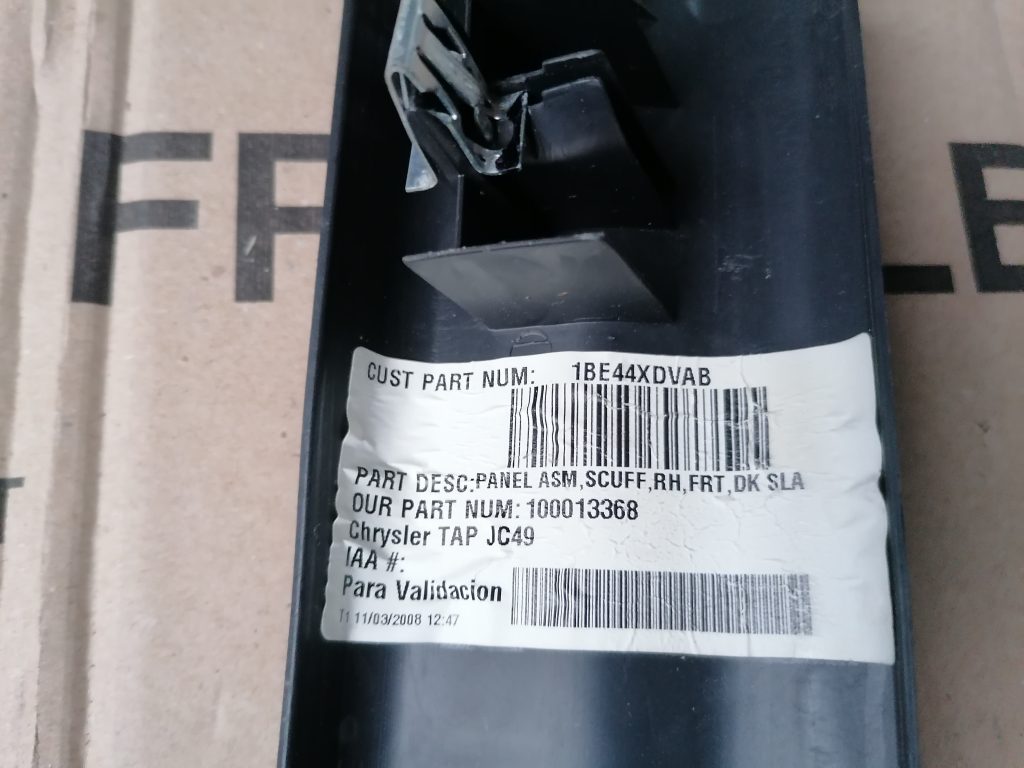 CUST PART NUM: 1BE44XDVAB
PART DESC:PANEL ASM,SCUFF,RH,FRT,DK SLA
OUR PART NUM: 100013368
Chrysler TAP JC49
IAA #:
Para Validacion
T1 11/03/2008 12:47